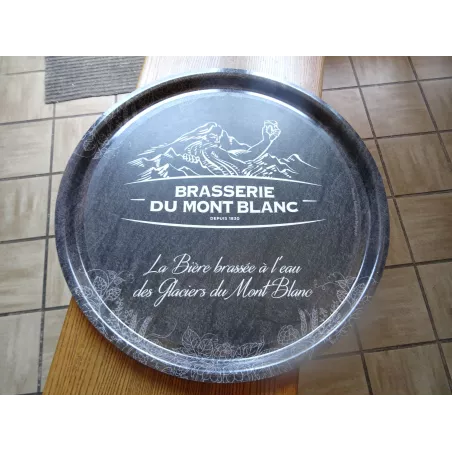 BRASSERIE
DU MONT BLANC
DEPUIS 1830
La Bière brassée à l'eau
des Glaciers du Mont Blanc